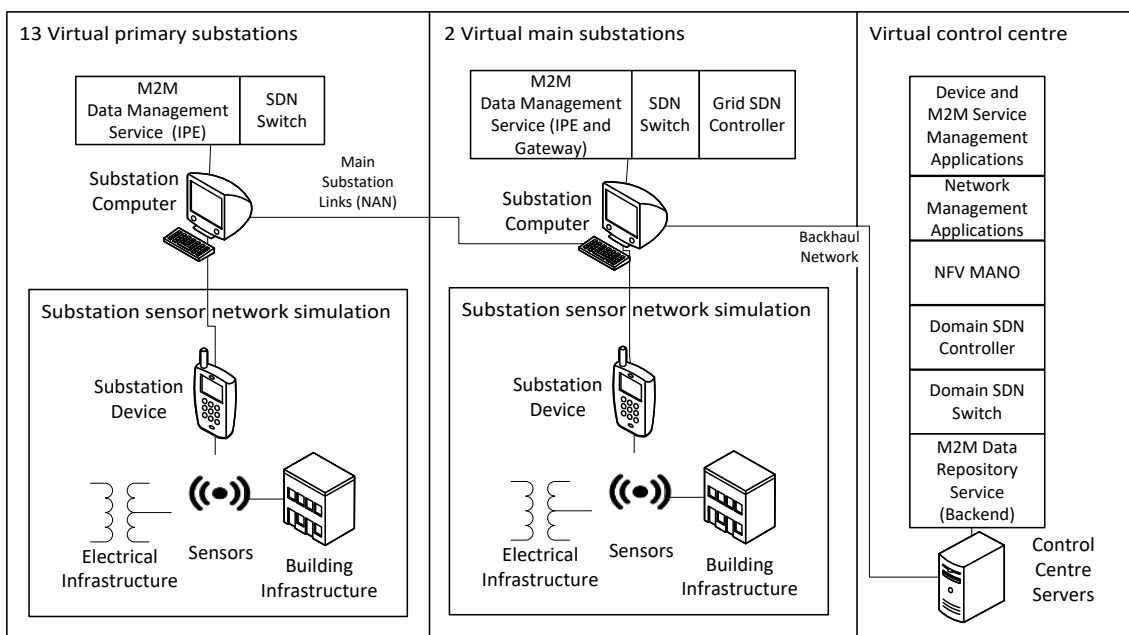 13 Virtual primary substations
M2M
Data Management
Service (IPE)
SDN
Switch
Substation
Computer
Main
Substation
Links (NAN)
Substation sensor network simulation
Substation
Device
Electrical
Infrastructure
Sensors
Building
Infrastructure
2 Virtual main substations
M2M
Data Management
Service (IPE and
Gateway)
SDN
Switch
Grid SDN
Controller
Substation
Computer
Backhaul
Network
Substation sensor network simulation
Substation
Device
Electrical
Infrastructure
Sensors
Building
Infrastructure
Virtual control centre
Device and
M2M Service
Management
Applications
Network
Management
Applications
NFV MANO
Domain SDN
Controller
Domain SDN
Switch
M2M Data
Repository
Service
(Backend)
Control
Centre
Servers